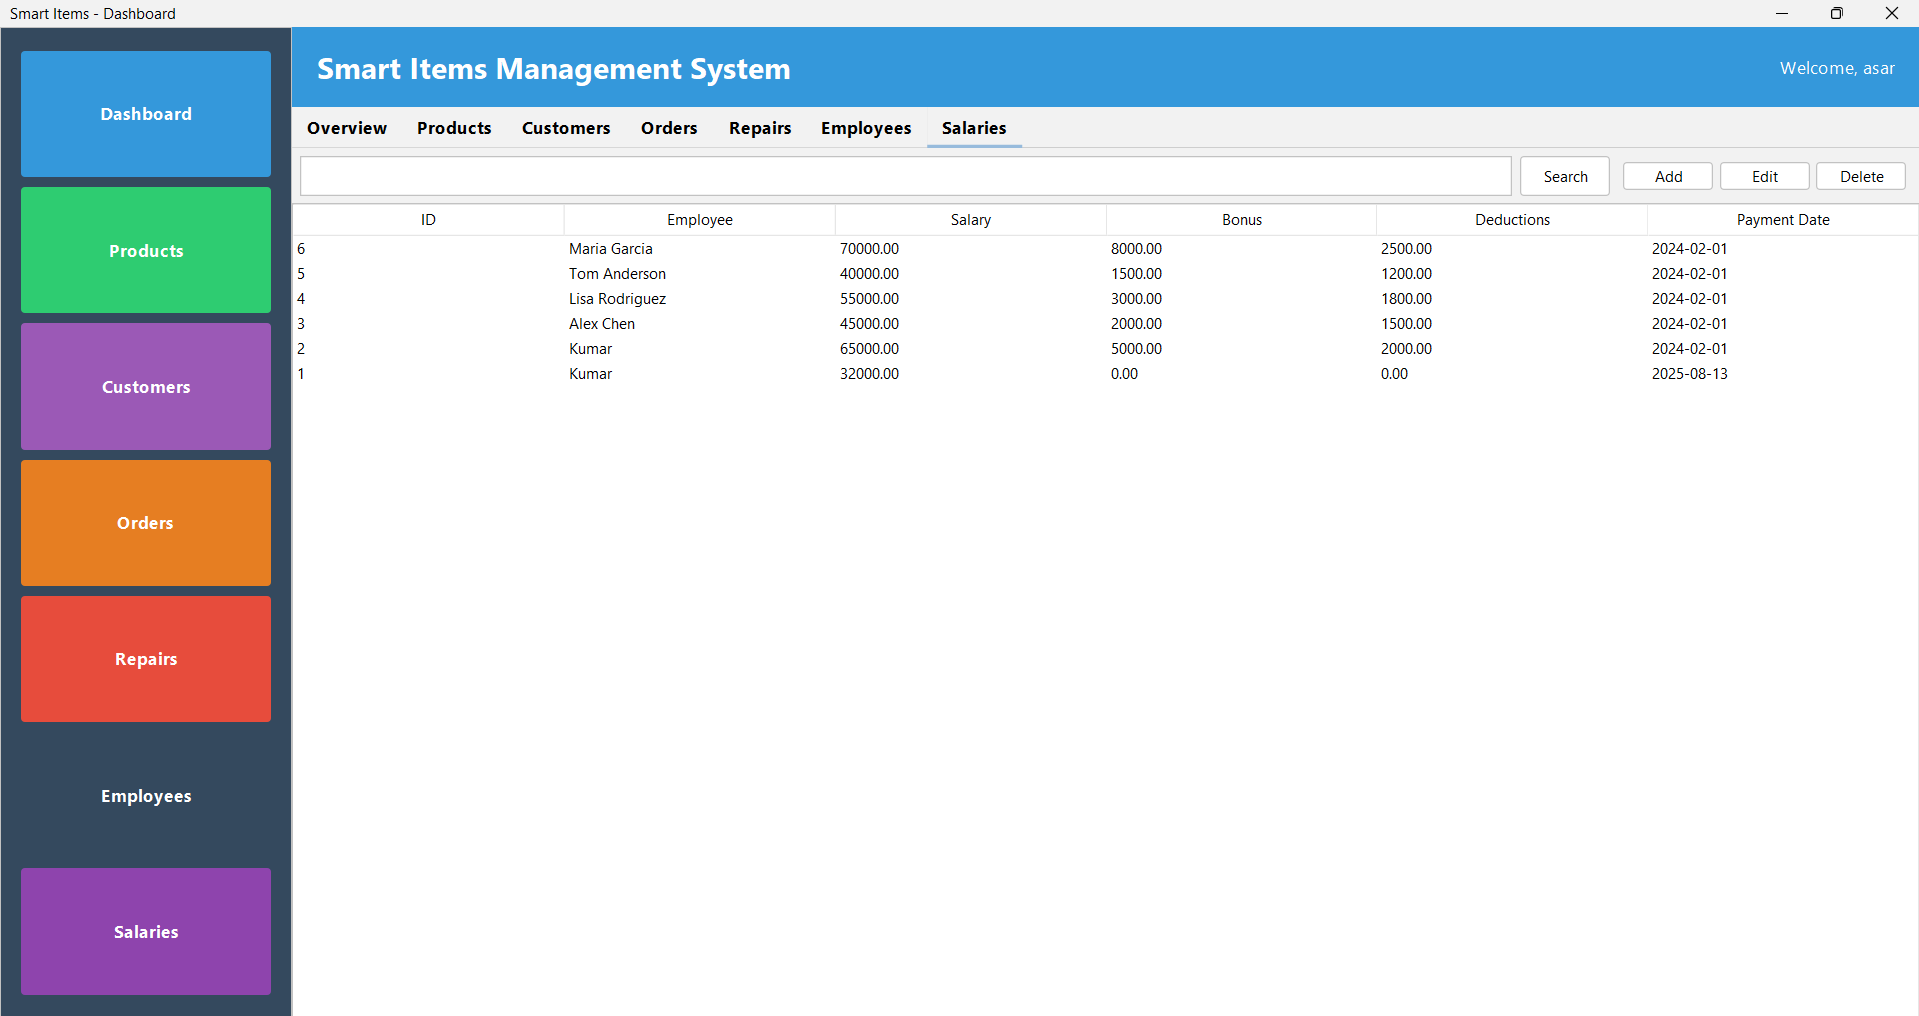 Smart Items - Dashboard
Smart Items Management System
Welcome, asar
Dashboard
Products
Customers
Orders
Repairs
Employees
Salaries
Overview Products Customers Orders Repairs Employees Salaries
Search Add Edit Delete
ID Employee Salary Bonus Deductions Payment Date
6 Maria Garcia 70000.00 8000.00 2500.00 2024-02-01
5 Tom Anderson 40000.00 1500.00 1200.00 2024-02-01
4 Lisa Rodriguez 55000.00 3000.00 1800.00 2024-02-01
3 Alex Chen 45000.00 2000.00 1500.00 2024-02-01
2 Kumar 65000.00 5000.00 2000.00 2024-02-01
1 Kumar 32000.00 0.00 0.00 2025-08-13